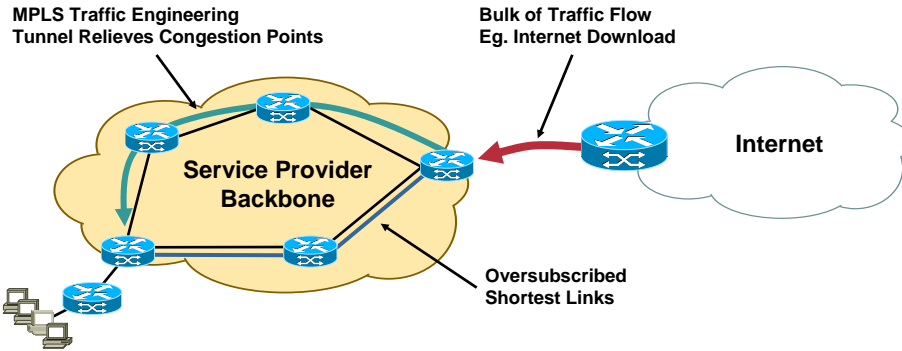 MPLS Traffic Engineering
Tunnel Relieves Congestion Points
Bulk of Traffic Flow
Eg. Internet Download
Internet
Service Provider
Backbone
Oversubscribed
Shortest Links